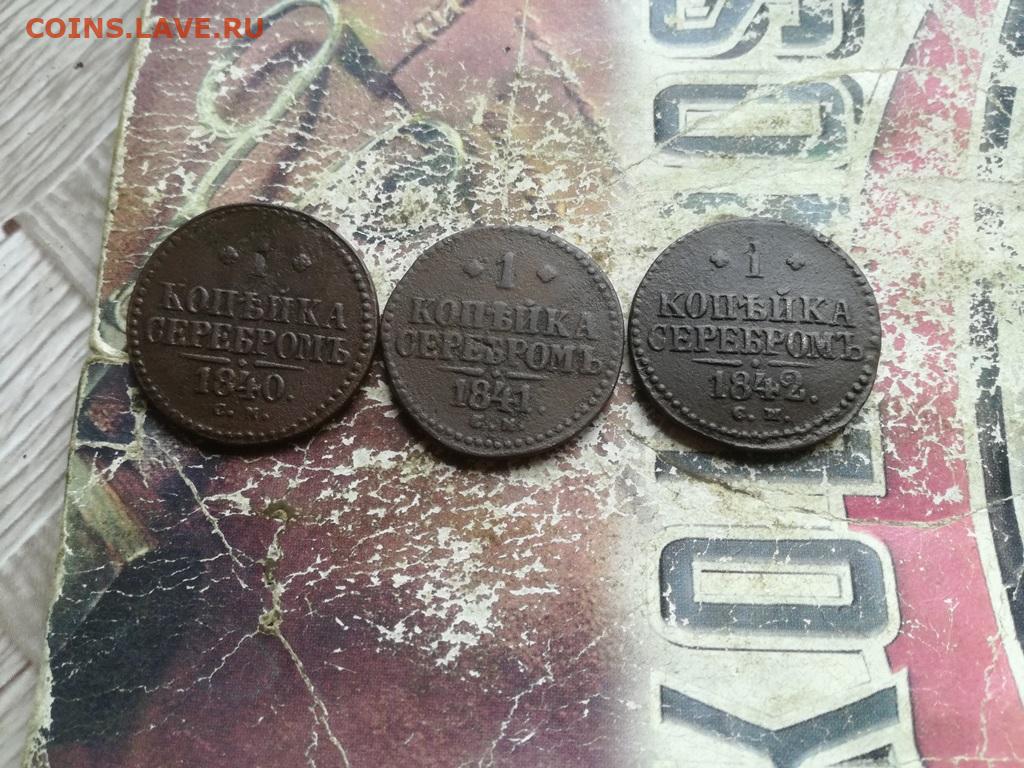 COINS.LAVE.RU
1
КОПѢЙКА
СЕРЕБРОМЪ
1840.
С. М.
1
КОПѢЙКА
СЕРЕБРОМЪ
1841.
С. М.
1
КОПѢЙКА
СЕРЕБРОМЪ
1842.
С. М.